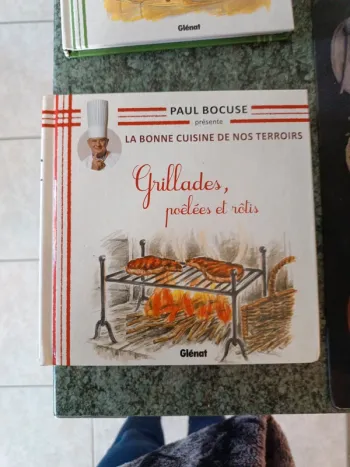 Glénat
PAUL BOCUSE
présente
LA BONNE CUISINE DE NOS TERROIRS
Grillades,
poêlées et rôtis
Glénat